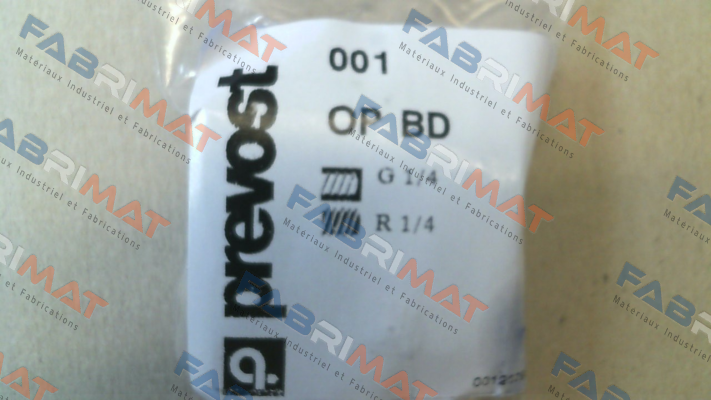 001
OP BD
G 1/4
R 1/4
prevost
FABRIMAT
Materiaux Industriel et Fabrications